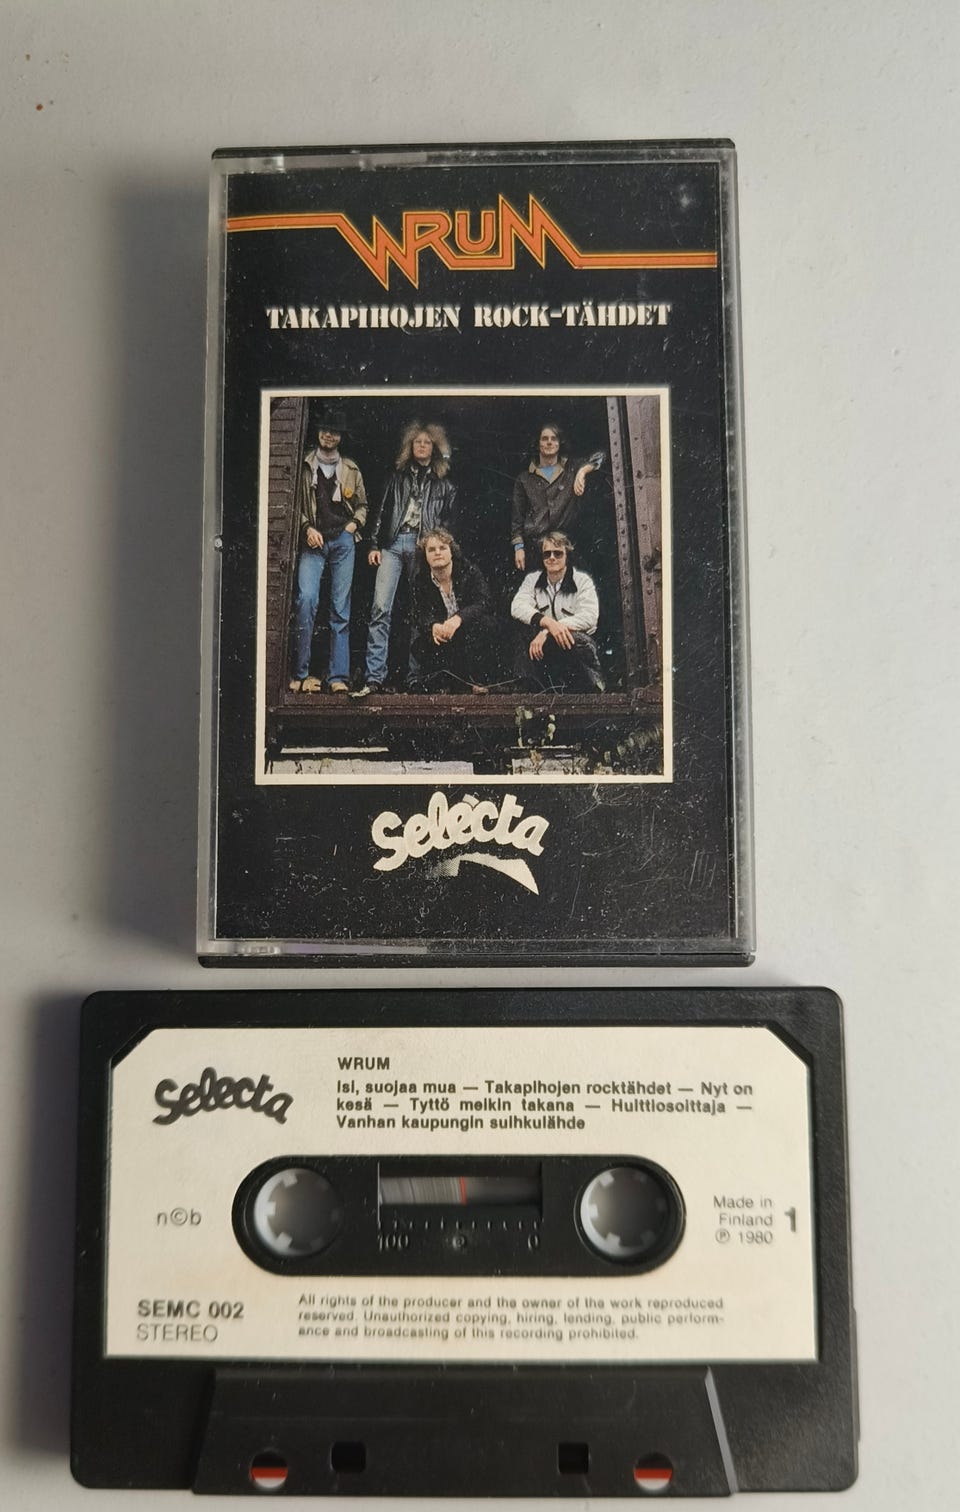 WRUM
TAKAPIHOJEN ROCK-TÄHDET
Selecta
Selecta
WRUM
Isi, suojaa mua — Takapihojen rocktähdet — Nyt on
kesä — Tyttö meikin takana — Hulttiosoittaja —
Vanhan kaupungin suihkulähde
n©b
100 0
Made in
Finland
℗ 1980
1
SEMC 002
STEREO
All rights of the producer and the owner of the work reproduced
reserved. Unauthorized copying, hiring, lending, public perform-
ance and broadcasting of this recording prohibited.